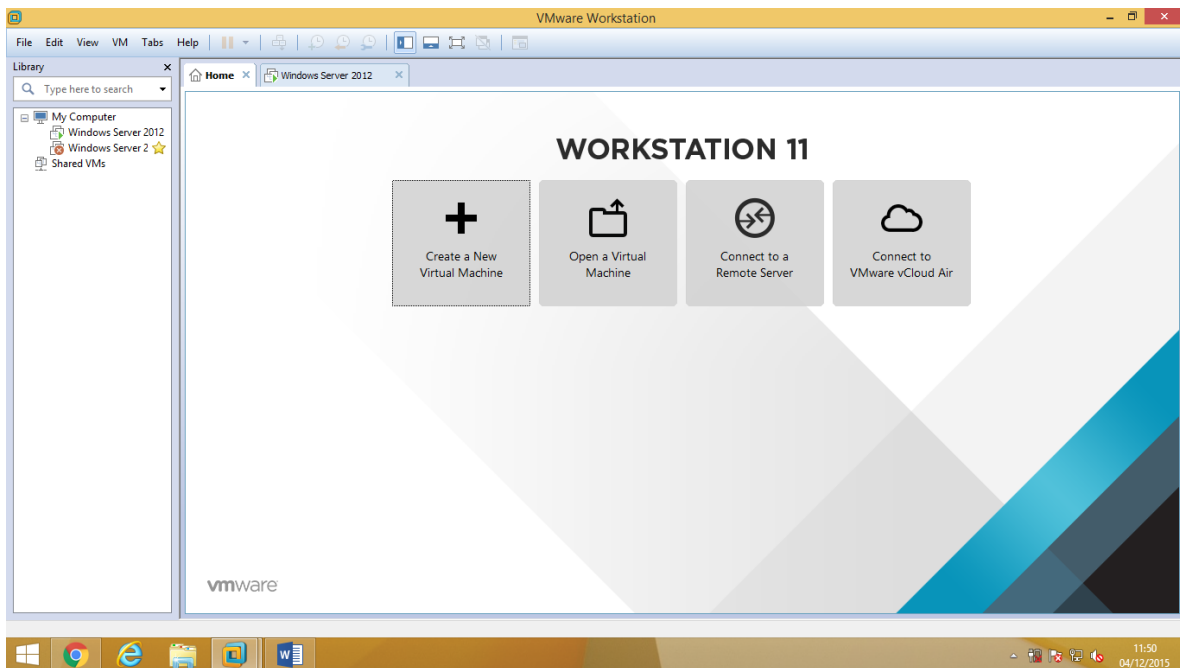 VMware Workstation
File Edit View VM Tabs Help
Library
Type here to search
My Computer
Windows Server 2012
Windows Server 2
Shared VMs
Home
Windows Server 2012
WORKSTATION 11
Create a New
Virtual Machine
Open a Virtual
Machine
Connect to a
Remote Server
Connect to
VMware vCloud Air
vmware
11:50
04/12/2015